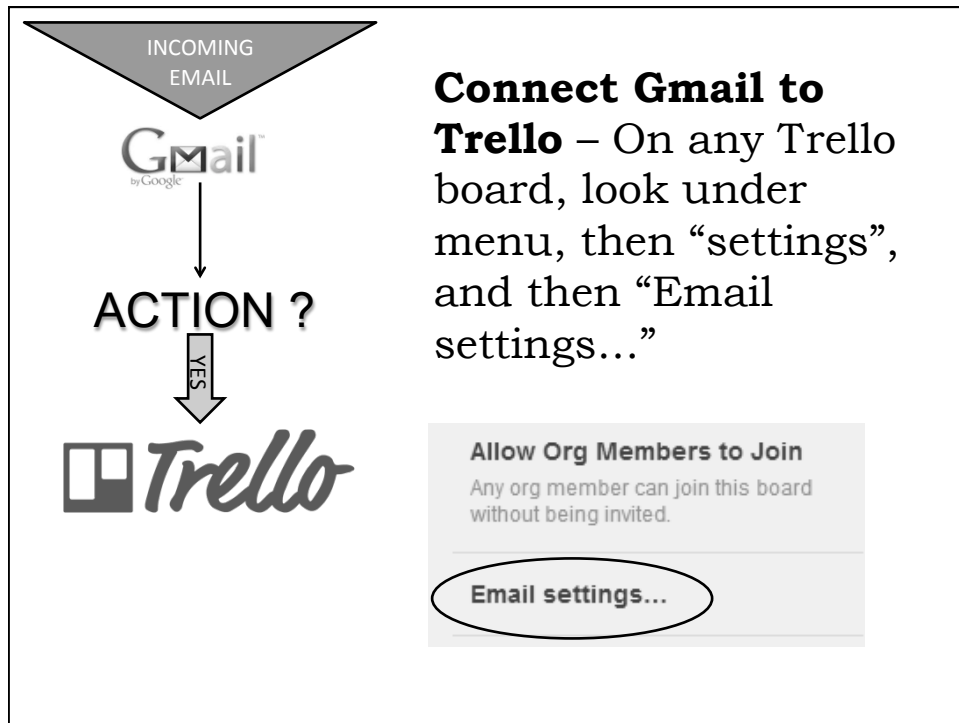 INCOMING
EMAIL
Gmail™
by Google
ACTION ?
YES
Trello
Connect Gmail to
Trello – On any Trello
board, look under
menu, then “settings”,
and then “Email
settings…”
Allow Org Members to Join
Any org member can join this board
without being invited.
Email settings…